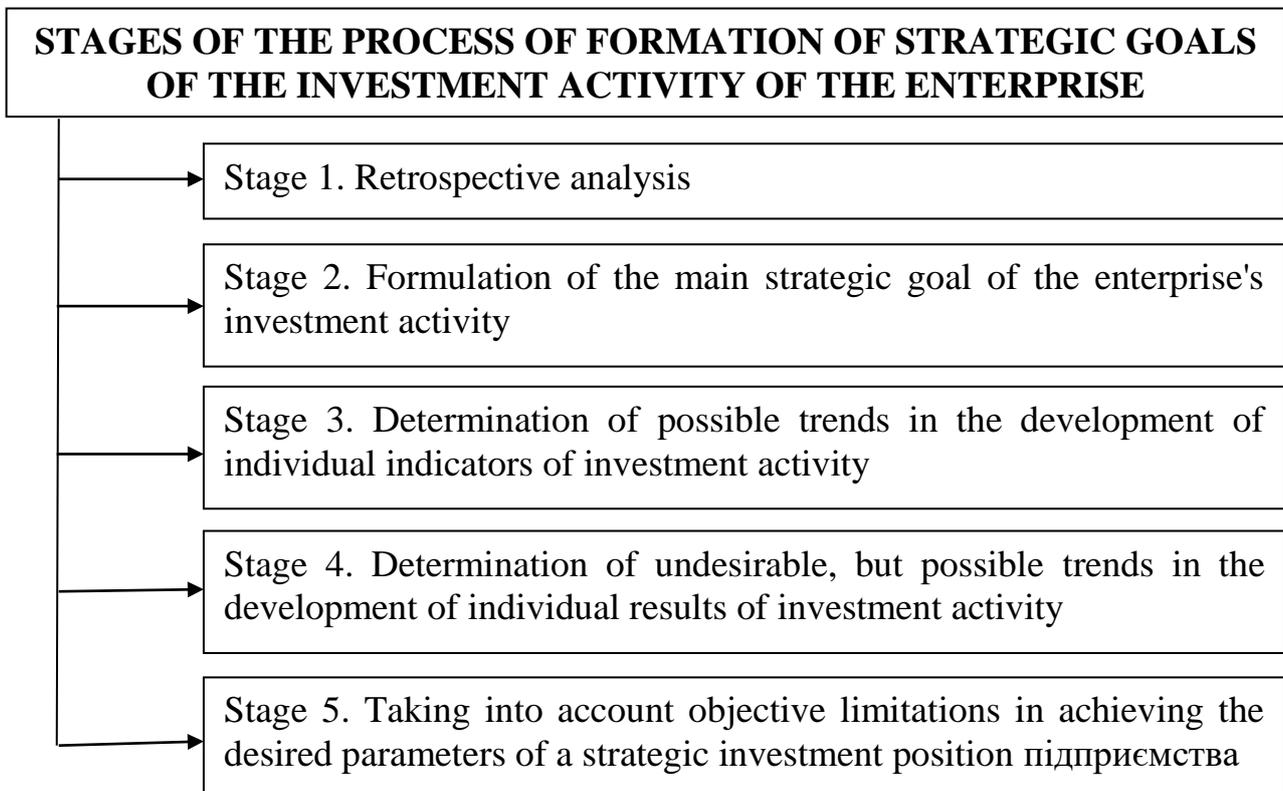 STAGES OF THE PROCESS OF FORMATION OF STRATEGIC GOALS
OF THE INVESTMENT ACTIVITY OF THE ENTERPRISE
Stage 1. Retrospective analysis
Stage 2. Formulation of the main strategic goal of the enterprise's
investment activity
Stage 3. Determination of possible trends in the development of
individual indicators of investment activity
Stage 4. Determination of undesirable, but possible trends in the
development of individual results of investment activity
Stage 5. Taking into account objective limitations in achieving the
desired parameters of a strategic investment position підприємства